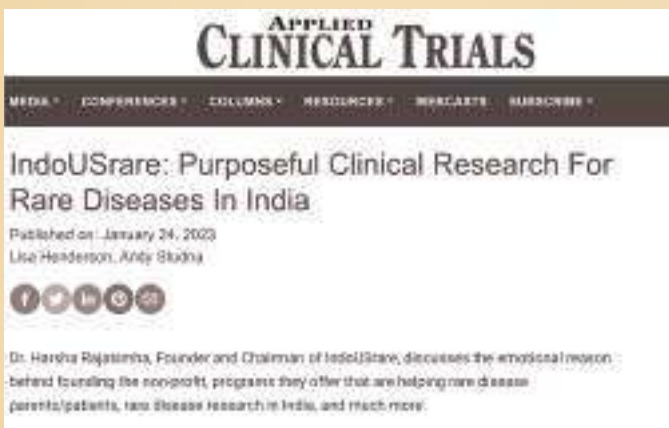 APPLIED
CLINICAL TRIALS
MEDIA CONFERENCES COLUMNS RESOURCES WEBCASTS SUBSCRIBE
IndoUSrare: Purposeful Clinical Research For
Rare Diseases In India
Published on: January 24, 2023
Lisa Henderson, Andy Studna
Dr. Harsha Rajasimha, Founder and Chairman of IndoUSrare, discusses the emotional reason
behind founding the non-profit, programs they offer that are helping rare disease
parents/patients, rare disease research in India, and much more!